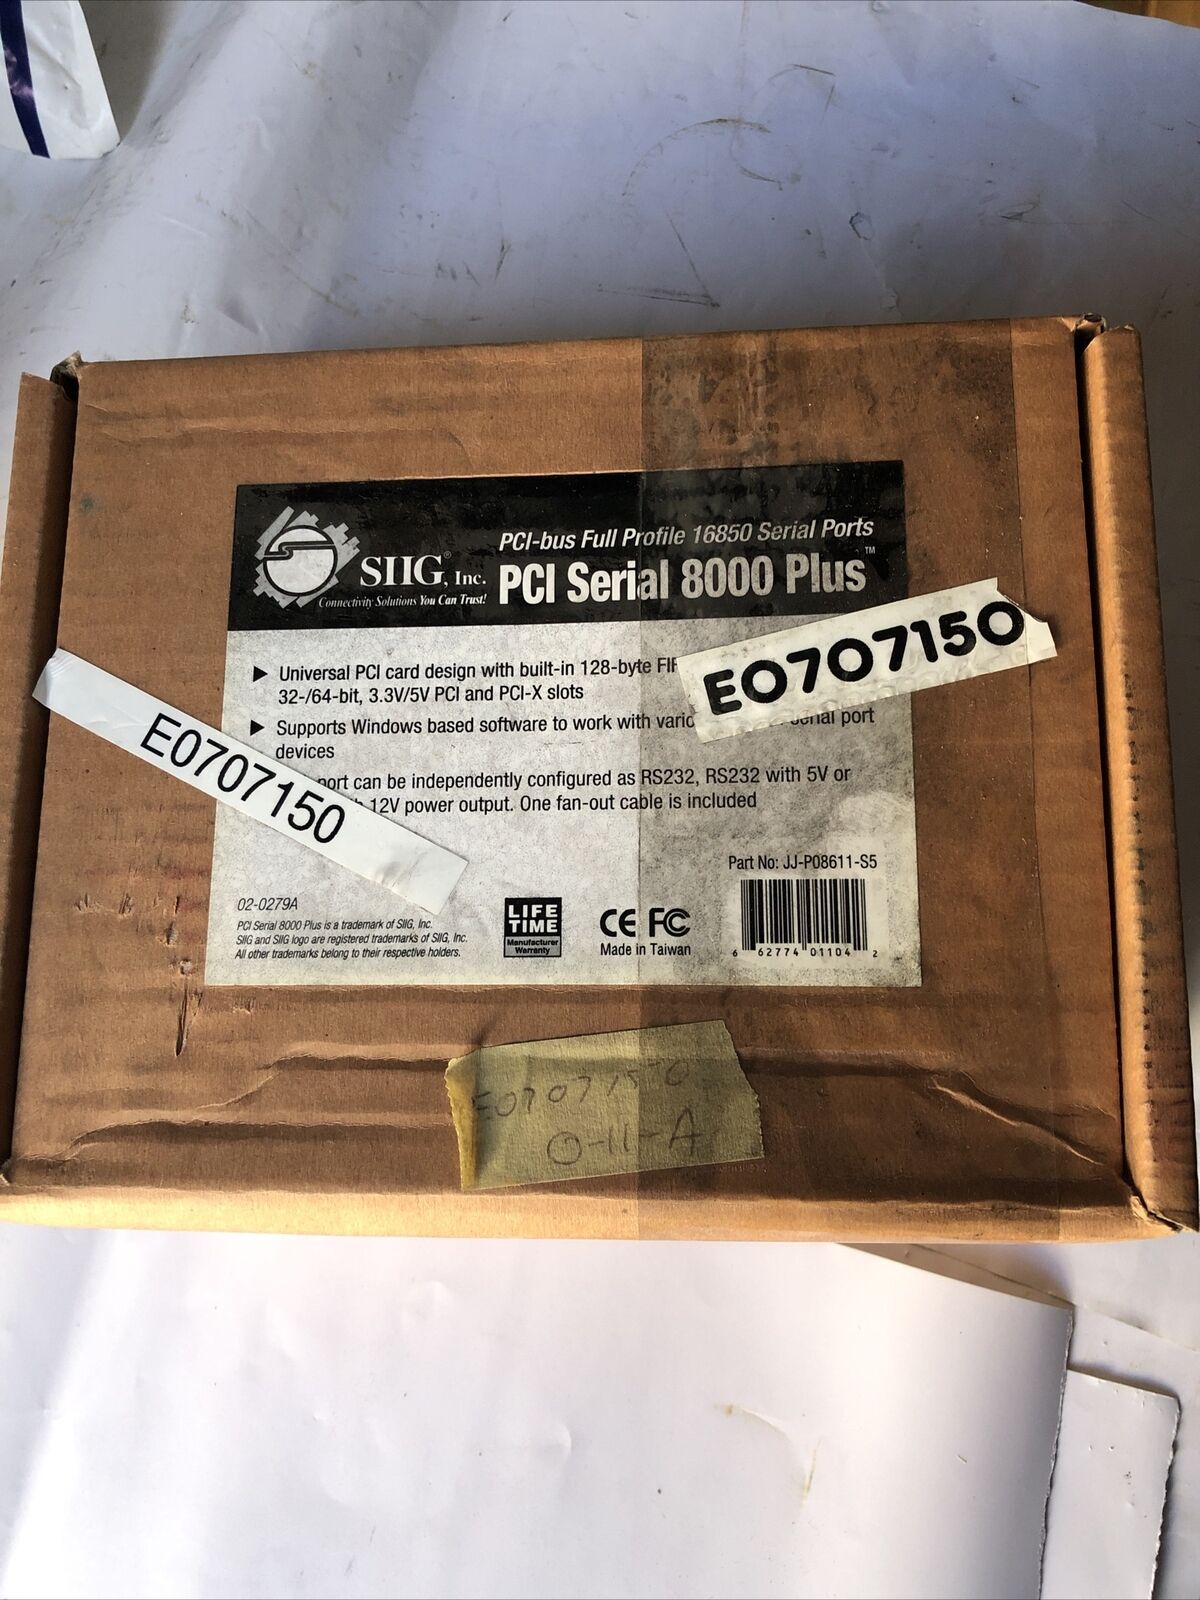 PCI-bus Full Profile 16850 Serial Ports
SIIG®, Inc.
Connectivity Solutions You Can Trust!
PCI Serial 8000 Plus™
► Universal PCI card design with built-in 128-byte
32-/64-bit, 3.3V/5V PCI and PCI-X slots
► Supports Windows based software to work with port
devices
port can be independently configured as RS232, RS232 with 5V or
12V power output. One fan-out cable is included
E0707150
E0707150
Part No: JJ-P08611-S5
02-0279A
PCI Serial 8000 Plus is a trademark of SIIG, Inc.
SIIG and SIIG logo are registered trademarks of SIIG, Inc.
All other trademarks belong to their respective holders.
LIFE
TIME
Manufacturer
Warranty
CE FC
Made in Taiwan
6 62774 01104 2
E0707150
0-11-A